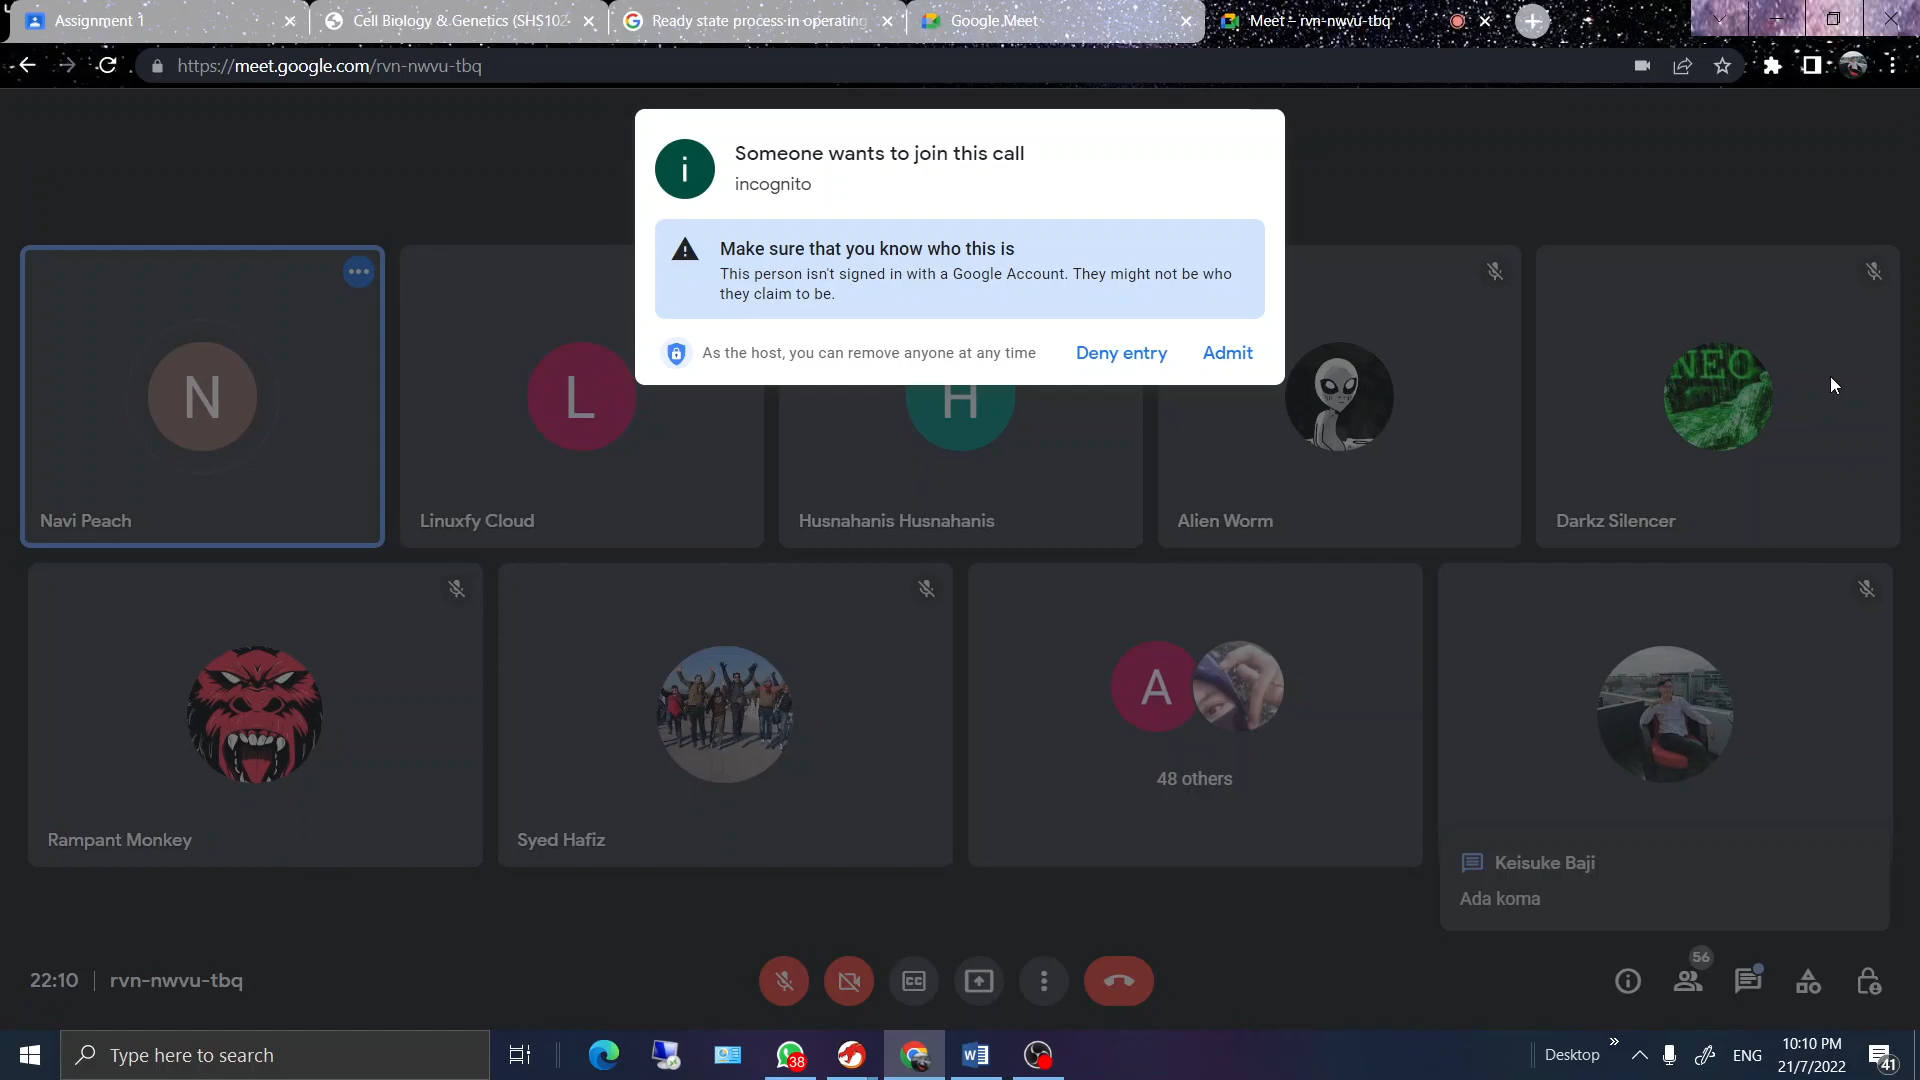 Assignment 1
Cell Biology & Genetics (SHS102
Ready state process in operating
Google Meet
Meet – rvn-nwvu-tbq
https://meet.google.com/rvn-nwvu-tbq
i
Someone wants to join this call
incognito
Make sure that you know who this is
This person isn't signed in with a Google Account. They might not be who
they claim to be.
As the host, you can remove anyone at any time
Deny entry
Admit
N
L
H
NEO
Navi Peach
Linuxfy Cloud
Husnahanis Husnahanis
Alien Worm
Darkz Silencer
A
48 others
Rampant Monkey
Syed Hafiz
Keisuke Baji
Ada koma
22:10
rvn-nwvu-tbq
CC
56
Type here to search
38
Desktop
ENG
10:10 PM
21/7/2022
41